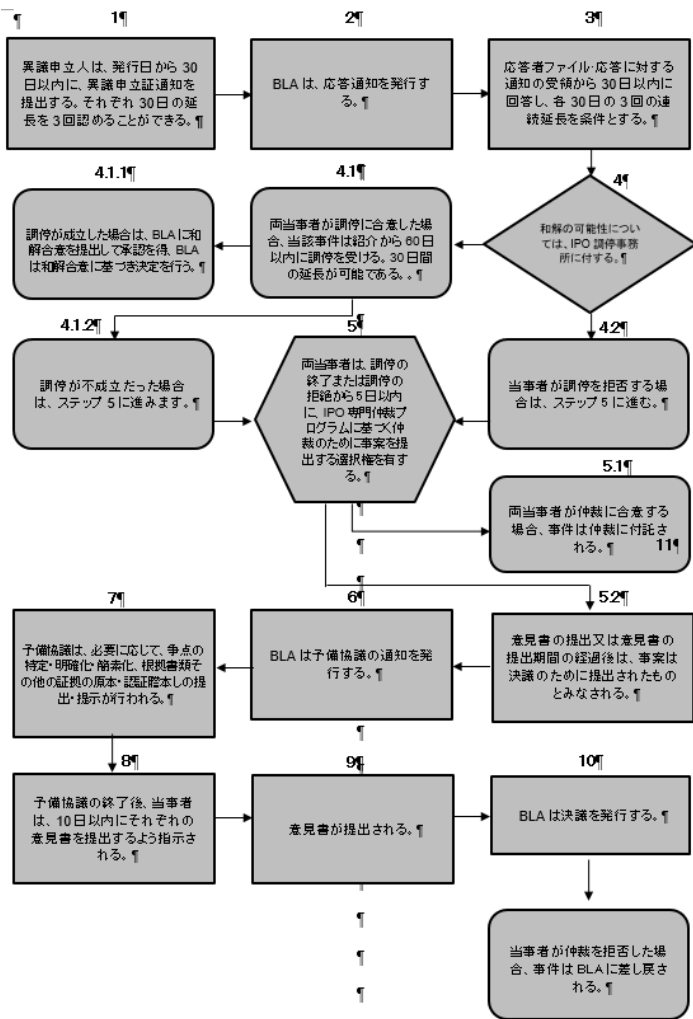 ¶
1¶
2¶
3¶
異議申立人は、発行日から 30
日以内に、異議申立証通知を
提出する。それぞれ 30日の延
長を 3回認めることができる。¶
BLA は、応答通知を発行す
る。¶
応答者ファイル・応答に対する
通知の受領から 30日以内に
回答し、各 30日の 3回の連
続延長を条件とする。¶
4.1.1¶
4.1¶
4¶
調停が成立した場合は、BLAに和
解合意を提出して承認を得、BLA
は和解合意に基づき決定を行う。¶
両当事者が調停に合意した場
合、当該事件は紹介から 60日
以内に調停を受ける。30日間
の延長が可能である。。¶
和解の可能性につい
ては、IPO 調停事務
所に付する。¶
4.1.2¶
5¶
4.2¶
調停が不成立だった場合
は、ステップ 5 に進みます。¶
両当事者は、調停の
終了または調停の
拒絶から 5日以内
に、IPO 専門仲裁プ
ログラムに基づく仲
裁のために事案を提
出する選択権を有す
る。¶
当事者が調停を拒否する場
合は、ステップ 5 に進む。¶
5.1¶
両当事者が仲裁に合意する
場合、事件は仲裁に付託さ
れる。¶
11¶
¶
¶
¶
¶
7¶
6¶
5.2¶
予備協議は、必要に応じて、争点の
特定・明確化・簡素化、根拠書類そ
の他の証拠の原本・認証謄本しの提
出・提示が行われる。¶
BLA は予備協議の通知を発
行する。¶
意見書の提出又は意見書の
提出期間の経過後は、事案は
決議のために提出されたもの
とみなされる。¶
¶
8¶
9¶
10¶
予備協議の終了後、当事者
は、10日以内にそれぞれの
意見書を提出するよう指示さ
れる。¶
意見書が提出される。¶
BLA は決議を発行する。¶
¶
¶
¶
¶
当事者が仲裁を拒否した場
合、事件は BLA に差し戻さ
れる。¶